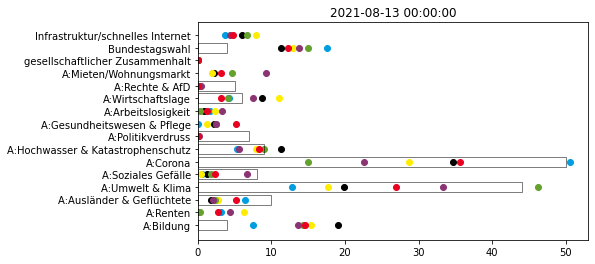 2021-08-13 00:00:00
Infrastruktur/schnelles Internet
Bundestagswahl
gesellschaftlicher Zusammenhalt
A:Mieten/Wohnungsmarkt
A:Rechte & AfD
A:Wirtschaftslage
A:Arbeitslosigkeit
A:Gesundheitswesen & Pflege
A:Politikverdruss
A:Hochwasser & Katastrophenschutz
A:Corona
A:Soziales Gefälle
A:Umwelt & Klima
A:Ausländer & Geflüchtete
A:Renten
A:Bildung
0 10 20 30 40 50